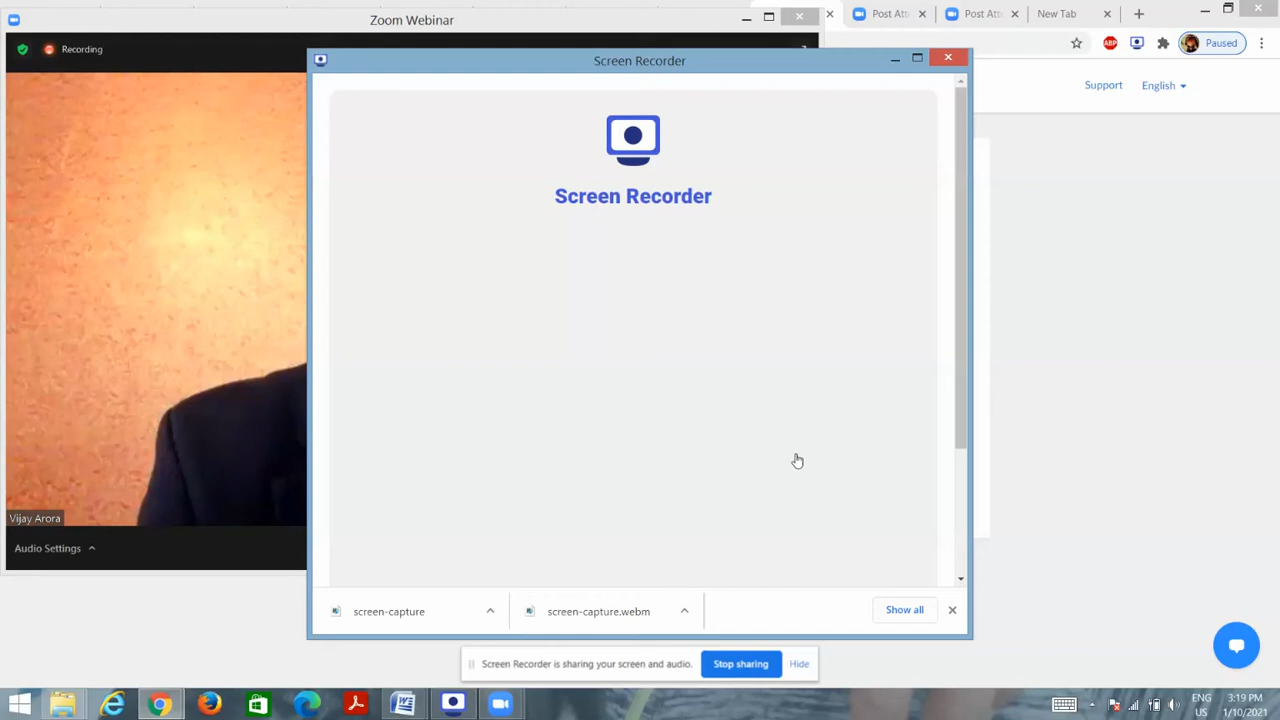 Zoom Webinar
Post Att
Post Att
New Tab
Recording
ABP
Paused
Screen Recorder
Support
English
Screen Recorder
Vijay Arora
Audio Settings
screen-capture
screen-capture.webm
Show all
Screen Recorder is sharing your screen and audio.
Stop sharing
Hide
ENG
US
3:19 PM
1/10/2021